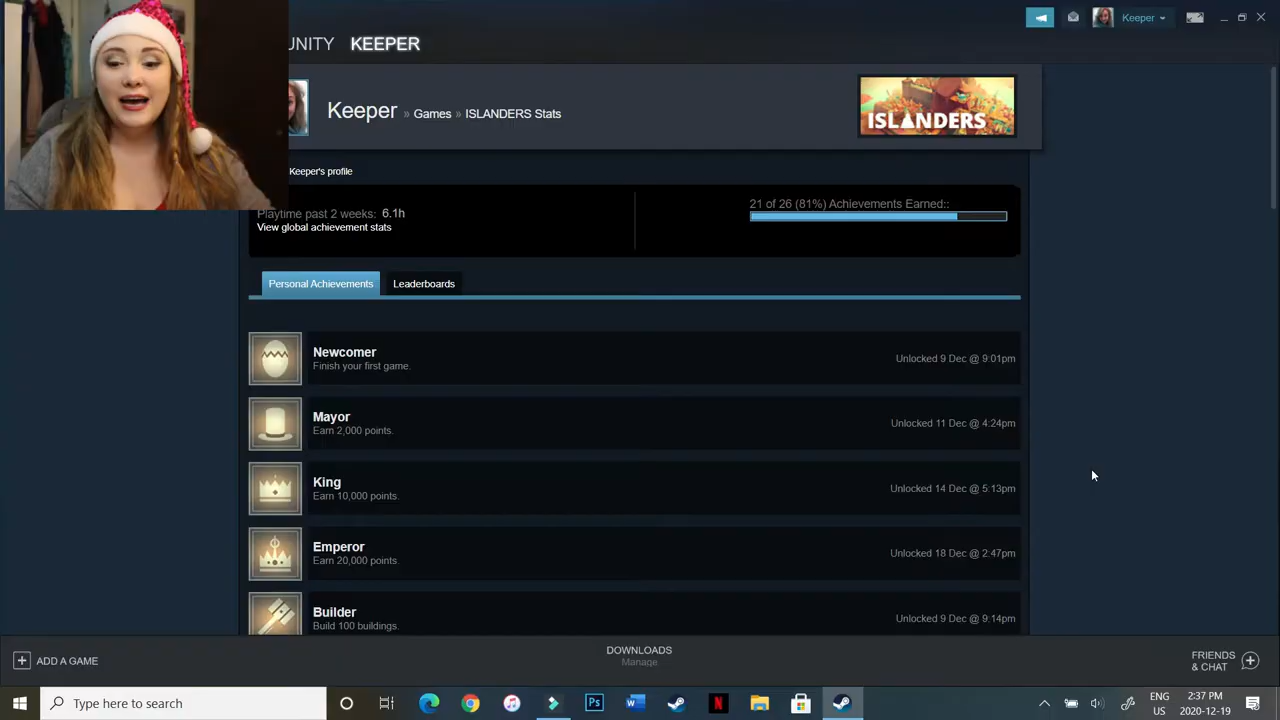 UNITY KEEPER
Keeper
Keeper » Games » ISLANDERS Stats
ISLANDERS
Keeper's profile
Playtime past 2 weeks: 6.1h
View global achievement stats
21 of 26 (81%) Achievements Earned::
Personal Achievements
Leaderboards
Newcomer
Finish your first game.
Unlocked 9 Dec @ 9:01pm
Mayor
Earn 2,000 points.
Unlocked 11 Dec @ 4:24pm
King
Earn 10,000 points.
Unlocked 14 Dec @ 5:13pm
Emperor
Earn 20,000 points.
Unlocked 18 Dec @ 2:47pm
Builder
Build 100 buildings.
Unlocked 9 Dec @ 9:14pm
+ ADD A GAME
DOWNLOADS
Manage
FRIENDS
& CHAT +
Type here to search
Ps
W
N
ENG
US
2:37 PM
2020-12-19